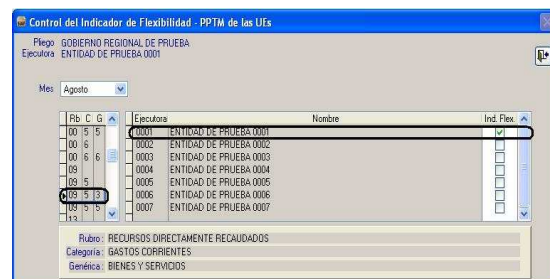 Control del Indicador de Flexibilidad - PPTM de las UEs
Pliego GOBIERNO REGIONAL DE PRUEBA
Ejecutora ENTIDAD DE PRUEBA 0001
Mes Agosto
Rb C G Ejecutora Nombre Ind. Flex.
00 5 5 0001 ENTIDAD DE PRUEBA 0001
00 6 0002 ENTIDAD DE PRUEBA 0002
00 6 6 0003 ENTIDAD DE PRUEBA 0003
09 0004 ENTIDAD DE PRUEBA 0004
09 5 0005 ENTIDAD DE PRUEBA 0005
09 5 3 0006 ENTIDAD DE PRUEBA 0006
09 5 5 0007 ENTIDAD DE PRUEBA 0007
13
Rubro : RECURSOS DIRECTAMENTE RECAUDADOS
Categoría : GASTOS CORRIENTES
Genérica : BIENES Y SERVICIOS